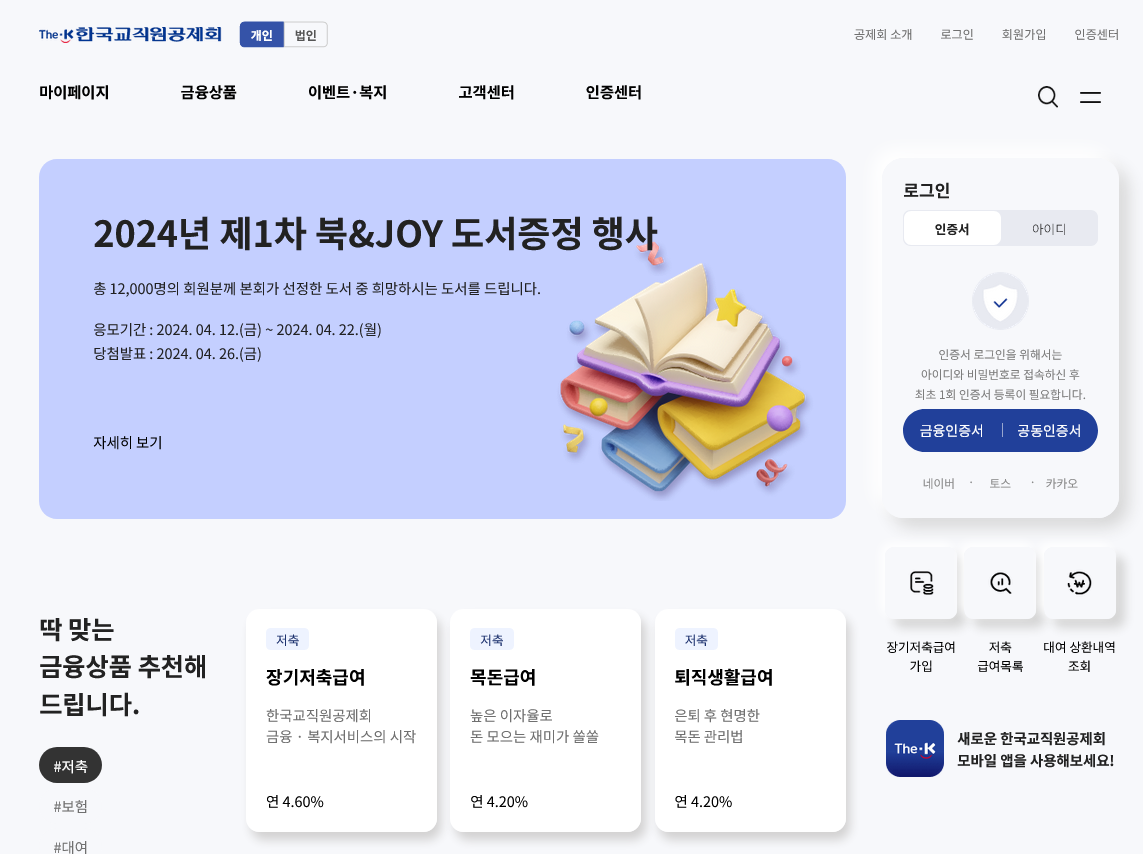 The·K 한국교직원공제회
개인 법인
공제회 소개 로그인 회원가입 인증센터
마이페이지 금융상품 이벤트·복지 고객센터 인증센터
2024년 제1차 북&JOY 도서증정 행사
총 12,000명의 회원분께 본회가 선정한 도서 중 희망하시는 도서를 드립니다.
응모기간 : 2024. 04. 12.(금) ~ 2024. 04. 22.(월)
당첨발표 : 2024. 04. 26.(금)
자세히 보기
로그인
인증서 아이디
인증서 로그인을 위해서는
아이디와 비밀번호로 접속하신 후
최초 1회 인증서 등록이 필요합니다.
금융인증서 공동인증서
네이버 · 토스 · 카카오
장기저축급여
가입
저축
급여목록
대여 상환내역
조회
The·K
새로운 한국교직원공제회
모바일 앱을 사용해보세요!
딱 맞는
금융상품 추천해
드립니다.
#저축
#보험
#대여
저축
장기저축급여
한국교직원공제회
금융 · 복지서비스의 시작
연 4.60%
저축
목돈급여
높은 이자율로
돈 모으는 재미가 쏠쏠
연 4.20%
저축
퇴직생활급여
은퇴 후 현명한
목돈 관리법
연 4.20%